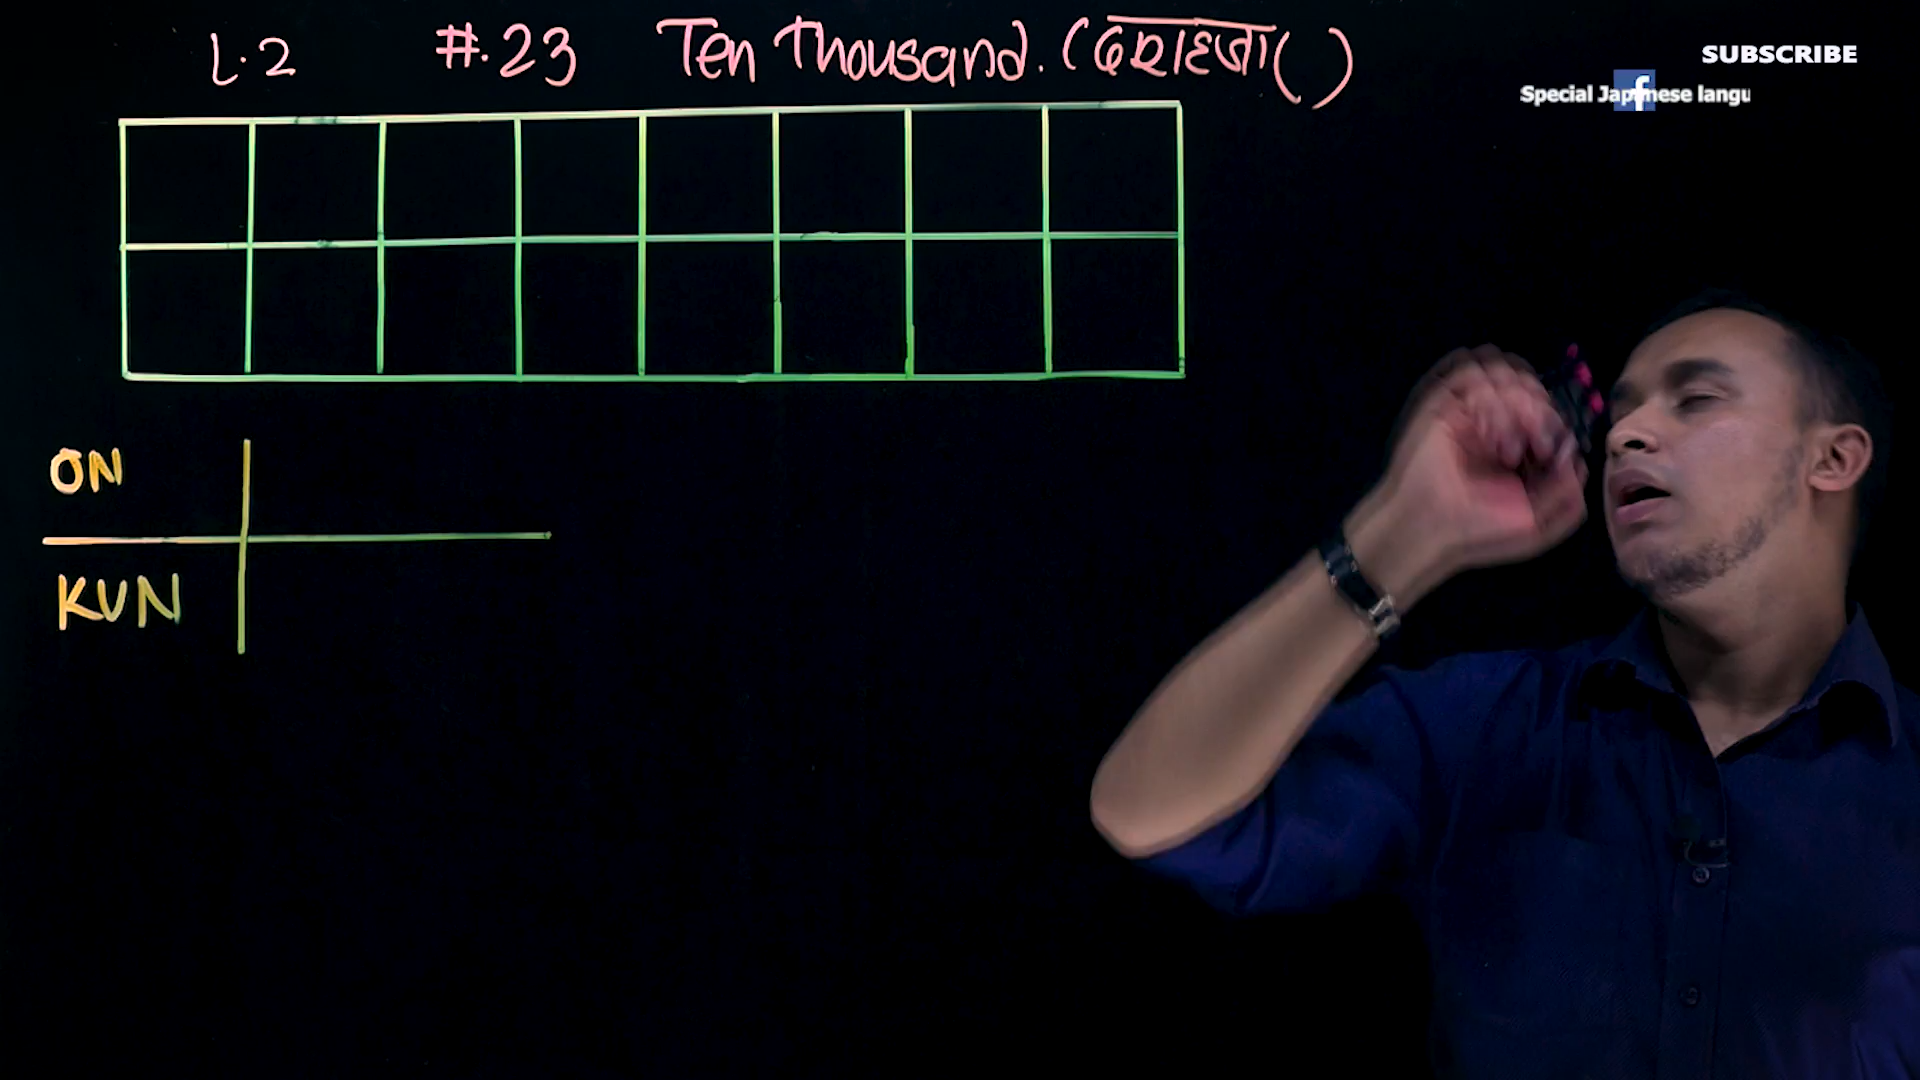 L.2 #.23 Ten thousand. (দশহাজার)
SUBSCRIBE
Special Japanese langu
ON
KUN